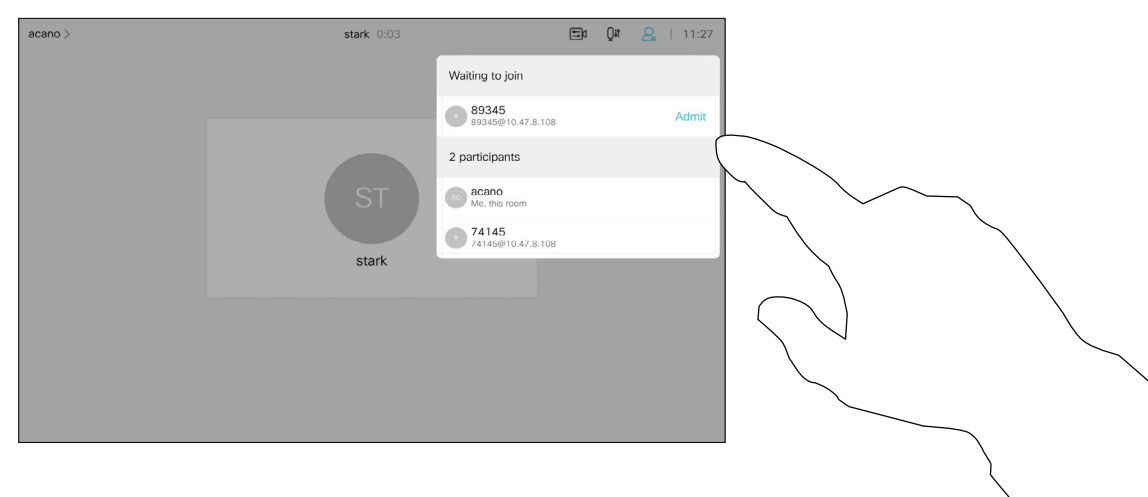 acano >
stark 0:03
11:27
Waiting to join
89345
89345@10.47.8.108
Admit
2 participants
AC
acano
Me, this room
74145
74145@10.47.8.108
ST
stark